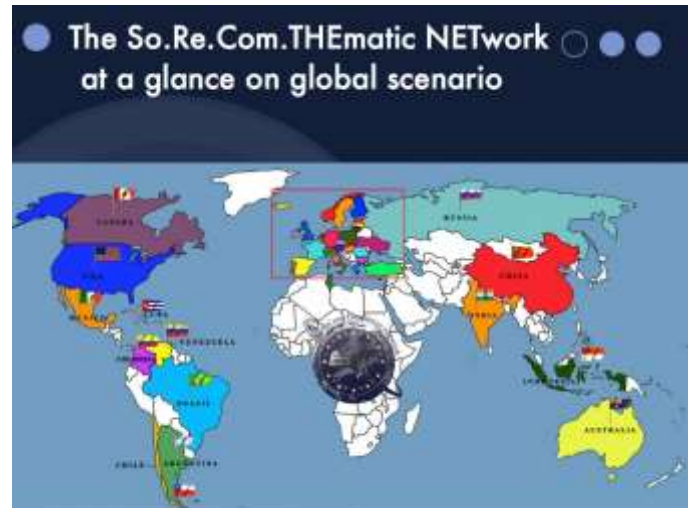 The So.Re.Com.THEmatic NETwork
at a glance on global scenario
RUSSIA
CANADA
USA
CHINA
MEXICO
CUBA
INDIA
VENEZUELA
COLOMBIA
INDONESIA
BRASIL
AUSTRALIA
CHILE
ARGENTINA